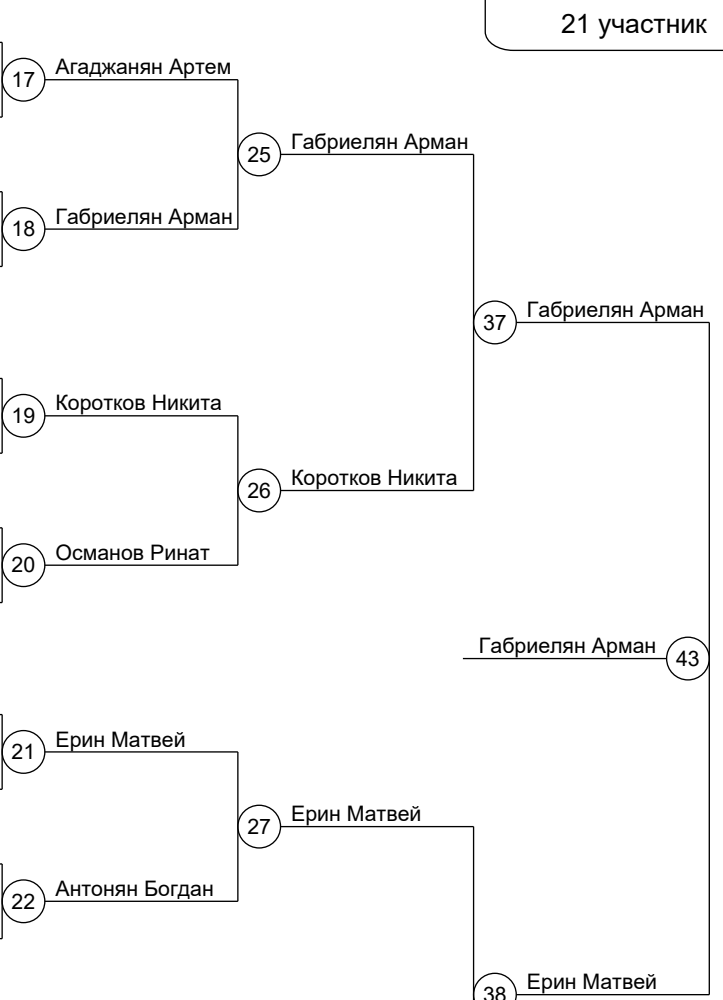 21 участник
17 Агаджанян Артем
25 Габриелян Арман
18 Габриелян Арман
37 Габриелян Арман
19 Коротков Никита
26 Коротков Никита
20 Османов Ринат
Габриелян Арман 43
21 Ерин Матвей
27 Ерин Матвей
22 Антонян Богдан
38 Ерин Матвей